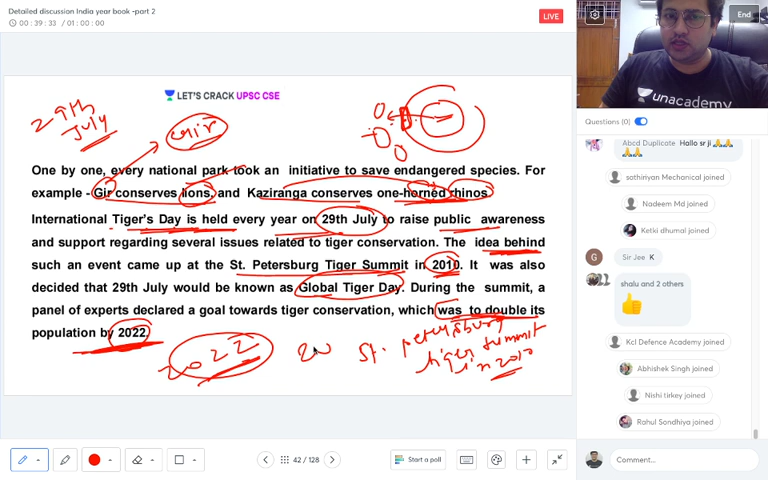 Detailed discussion India year book -part 2
00 : 39 : 33 / 01 : 00 : 00
LIVE
End
LET'S CRACK UPSC CSE
29th
July
Gir
One by one, every national park took an initiative to save endangered species. For
example - Gir conserves lions, and Kaziranga conserves one-horned rhinos.
International Tiger's Day is held every year on 29th July to raise public awareness
and support regarding several issues related to tiger conservation. The idea behind
such an event came up at the St. Petersburg Tiger Summit in 2010. It was also
decided that 29th July would be known as Global Tiger Day. During the summit, a
panel of experts declared a goal towards tiger conservation, which was to double its
population by 2022.
2022
St. petersburg
tiger summit
in 2010
unacademy
Questions (0)
Abcd Duplicate Hallo sr ji 🙏🙏
🙏🙏
sathiriyan Mechanical joined
Nadeem Md joined
Ketki dhumal joined
G
Sir Jee K
shalu and 2 others
👍
Kcl Defence Academy joined
Abhishek Singh joined
Nishi tirkey joined
Rahul Sondhiya joined
42 / 128
Start a poll
Comment...